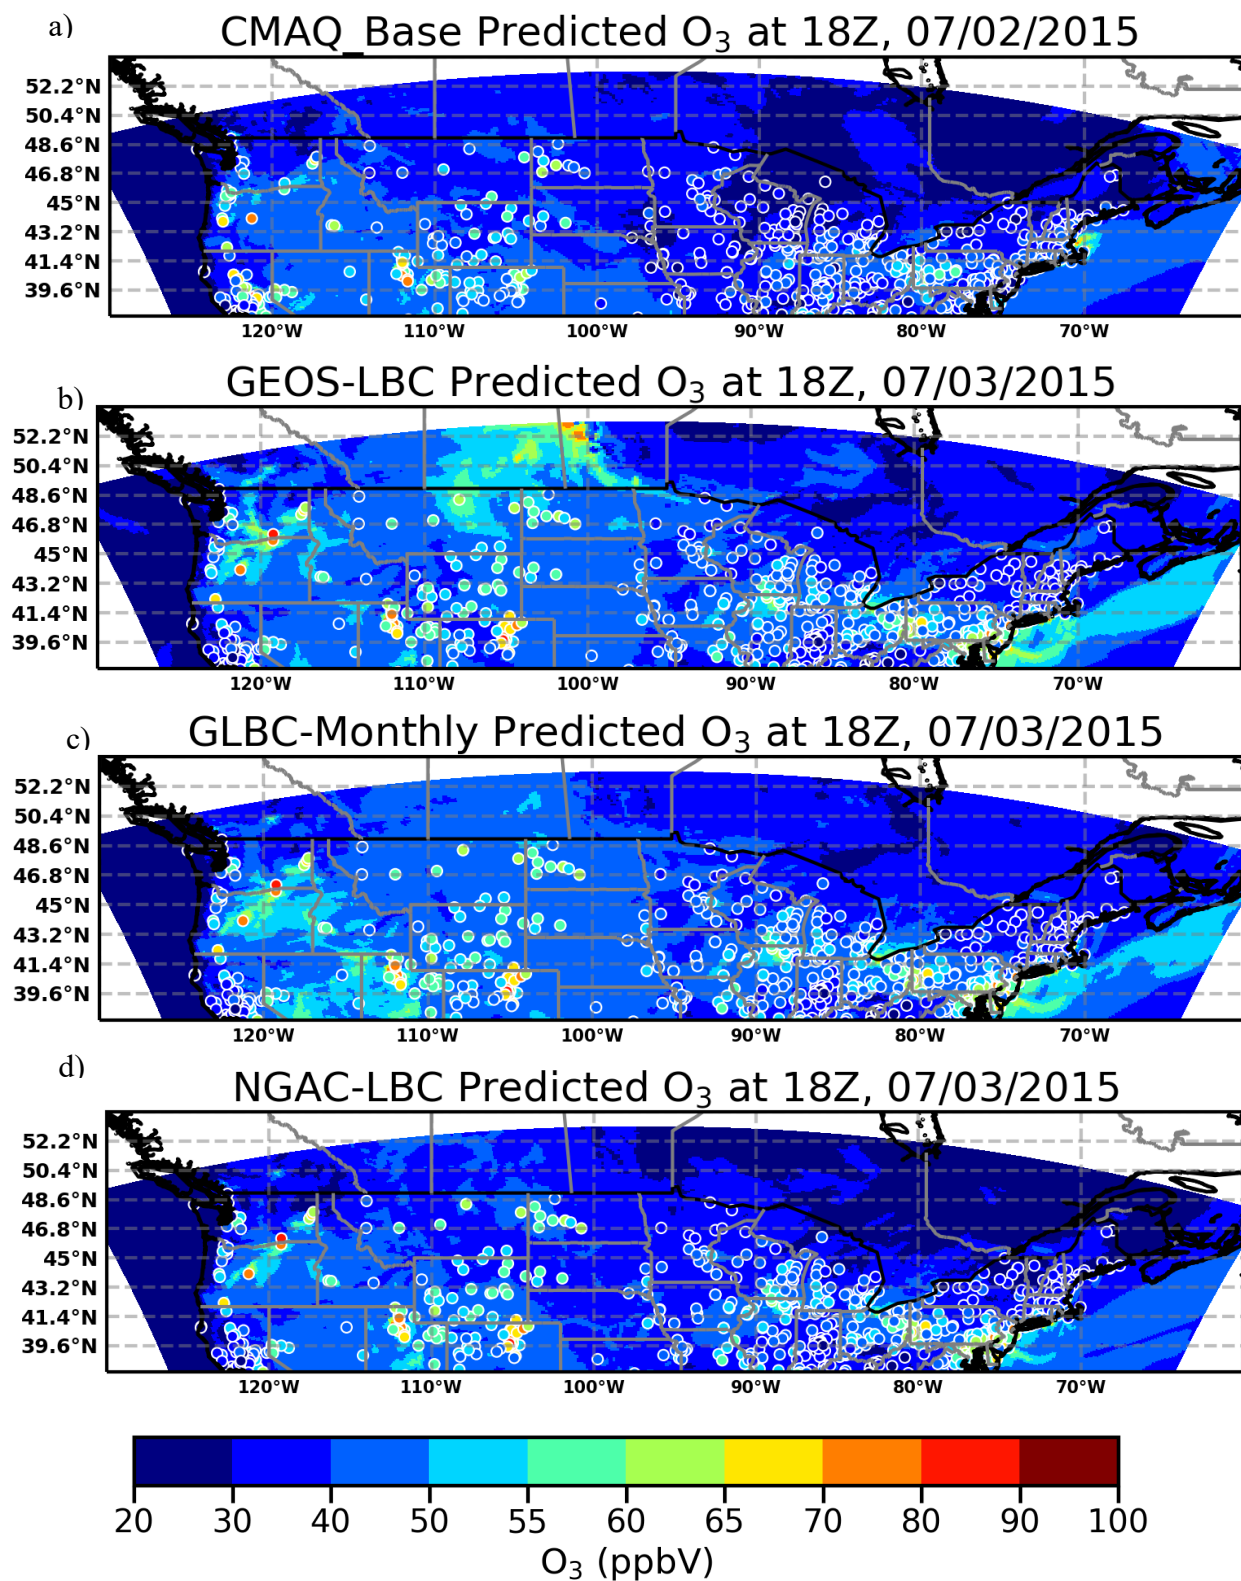 a)
CMAQ_Base Predicted O₃ at 18Z, 07/02/2015
52.2°N
50.4°N
48.6°N
46.8°N
45°N
43.2°N
41.4°N
39.6°N
120°W 110°W 100°W 90°W 80°W 70°W
b)
GEOS-LBC Predicted O₃ at 18Z, 07/03/2015
52.2°N
50.4°N
48.6°N
46.8°N
45°N
43.2°N
41.4°N
39.6°N
120°W 110°W 100°W 90°W 80°W 70°W
c)
GLBC-Monthly Predicted O₃ at 18Z, 07/03/2015
52.2°N
50.4°N
48.6°N
46.8°N
45°N
43.2°N
41.4°N
39.6°N
120°W 110°W 100°W 90°W 80°W 70°W
d)
NGAC-LBC Predicted O₃ at 18Z, 07/03/2015
52.2°N
50.4°N
48.6°N
46.8°N
45°N
43.2°N
41.4°N
39.6°N
120°W 110°W 100°W 90°W 80°W 70°W
20 30 40 50 55 60 65 70 80 90 100
O₃ (ppbV)